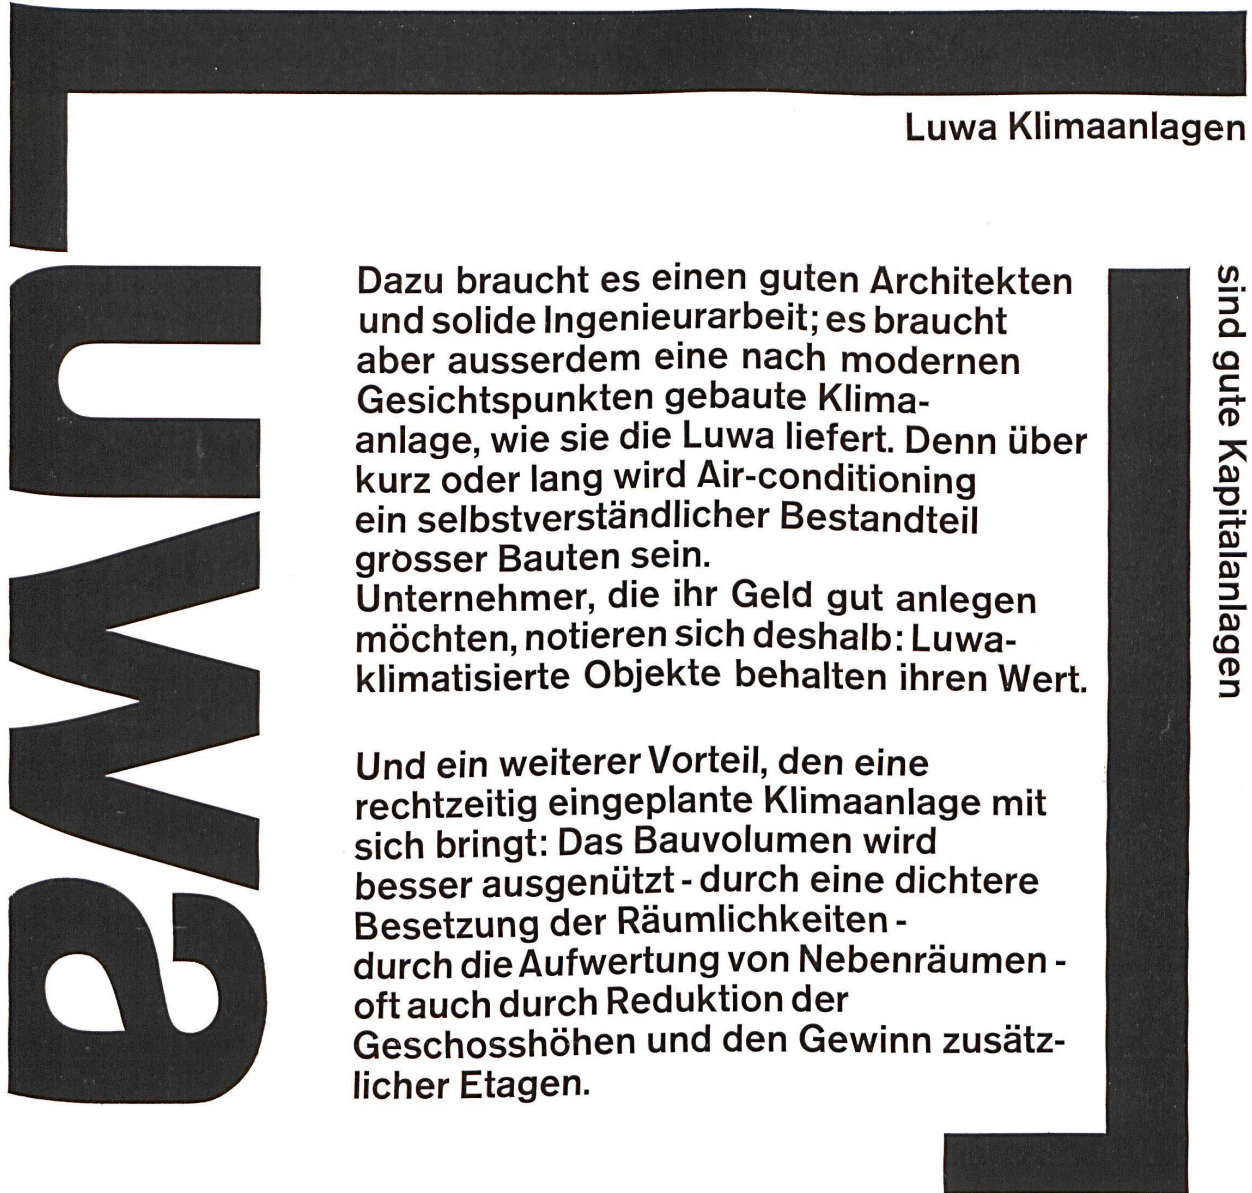 Luwa
Luwa Klimaanlagen
sind gute Kapitalanlagen
Dazu braucht es einen guten Architekten
und solide Ingenieurarbeit; es braucht
aber ausserdem eine nach modernen
Gesichtspunkten gebaute Klima-
anlage, wie sie die Luwa liefert. Denn über
kurz oder lang wird Air-conditioning
ein selbstverständlicher Bestandteil
grosser Bauten sein.
Unternehmer, die ihr Geld gut anlegen
möchten, notieren sich deshalb: Luwa-
klimatisierte Objekte behalten ihren Wert.
Und ein weiterer Vorteil, den eine
rechtzeitig eingeplante Klimaanlage mit
sich bringt: Das Bauvolumen wird
besser ausgenützt - durch eine dichtere
Besetzung der Räumlichkeiten -
durch die Aufwertung von Nebenräumen -
oft auch durch Reduktion der
Geschosshöhen und den Gewinn zusätz-
licher Etagen.